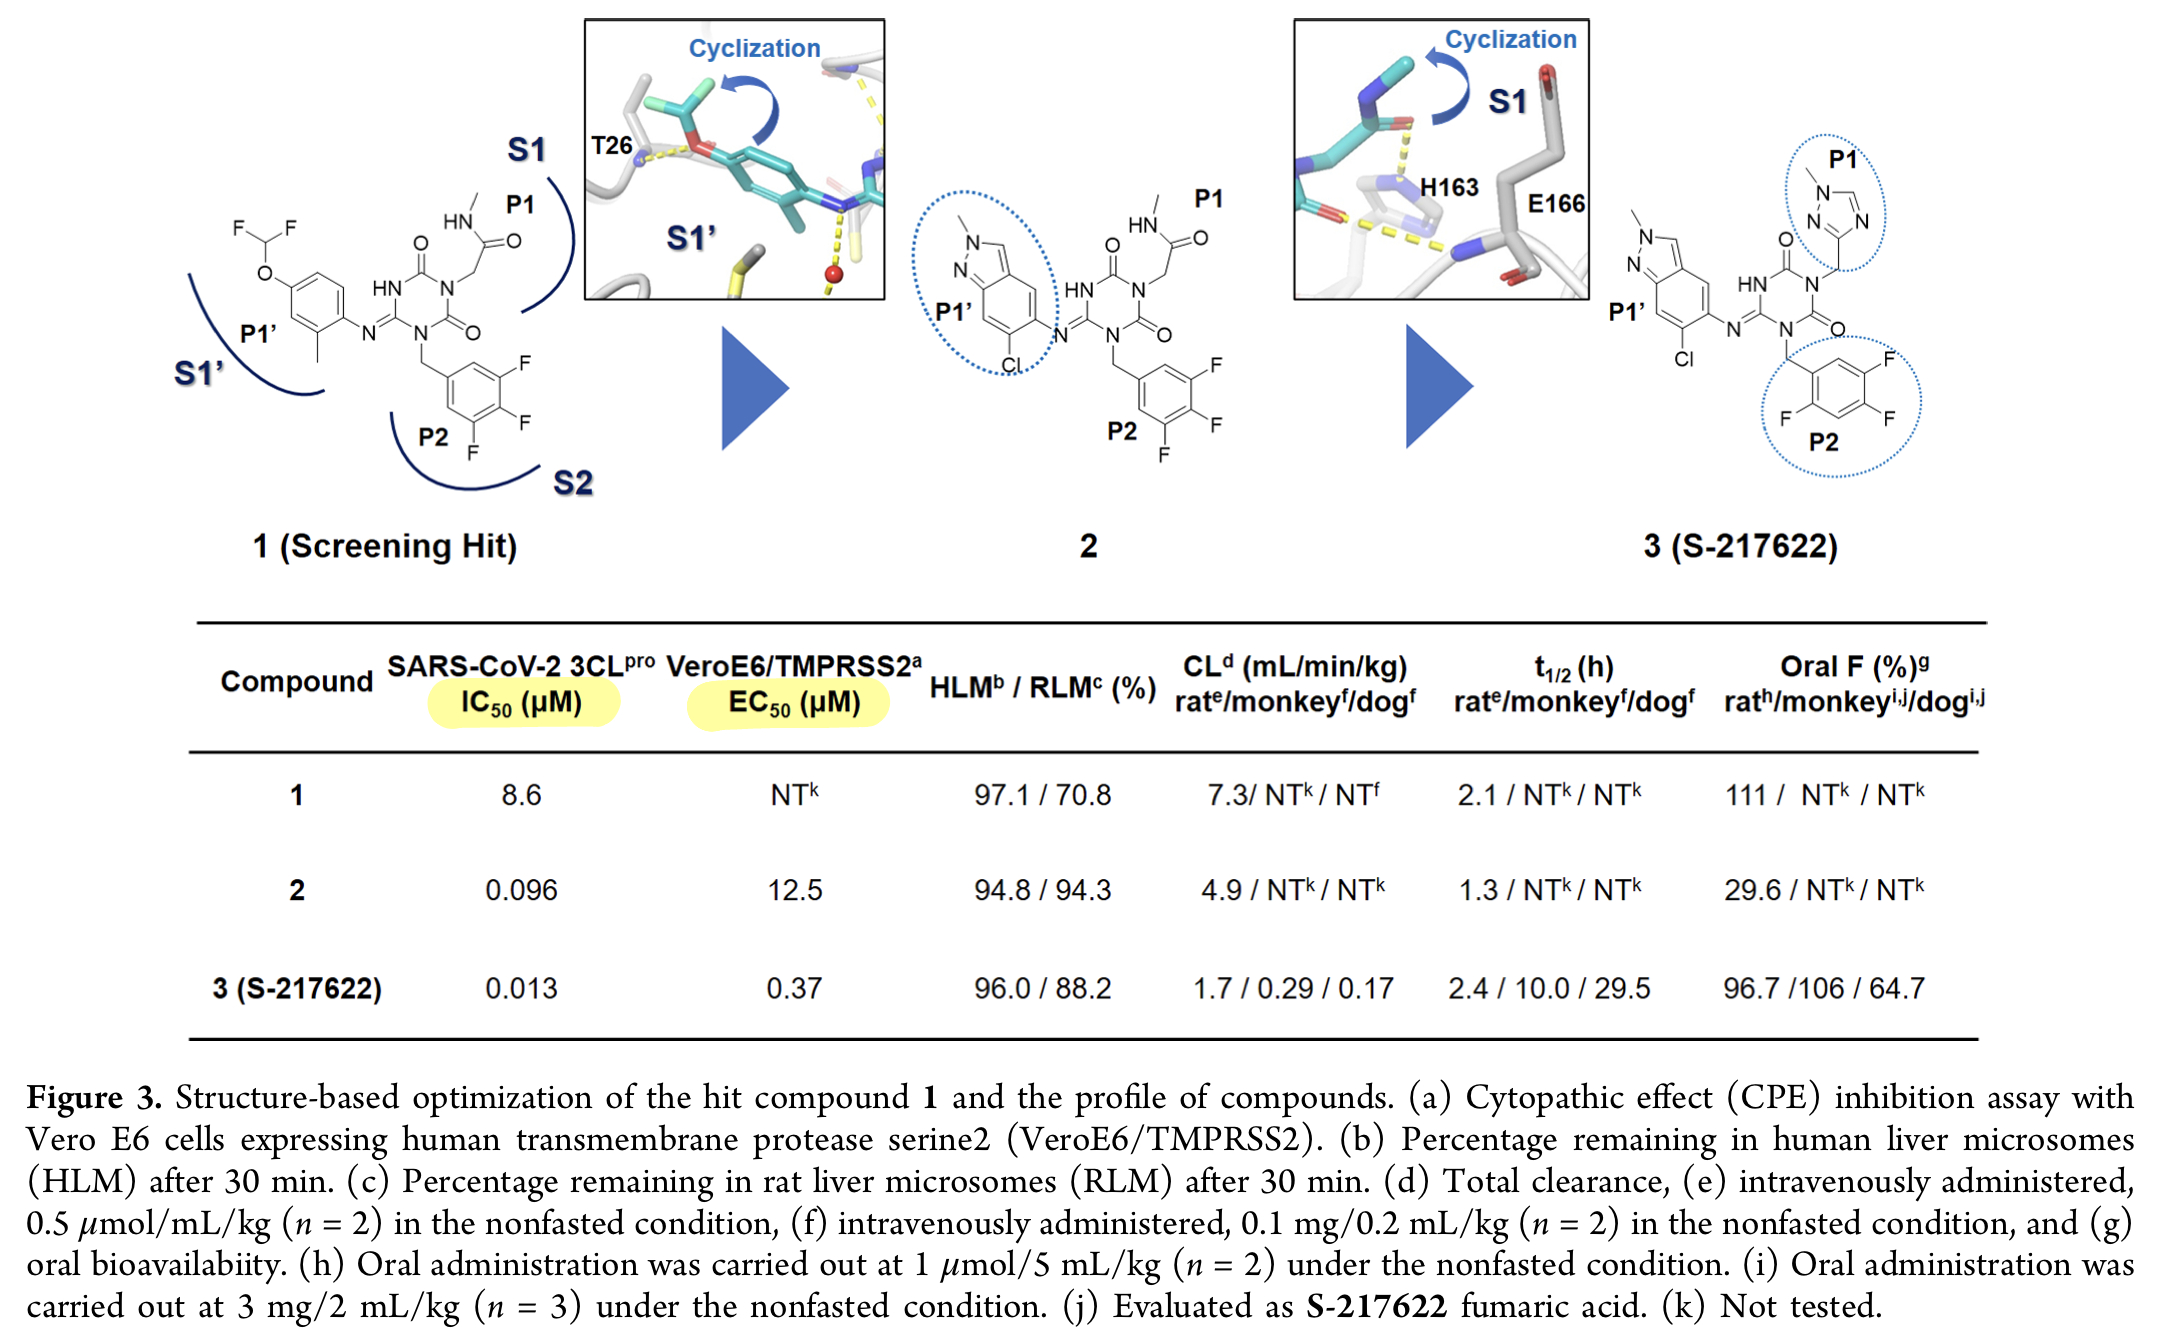 Cyclization
T26
S1'
Cyclization
S1
H163
E166
S1
P1
HN
O
O
HN
N
N
N
O
F
F
O
P1'
S1'
F
F
F
P2
S2
P1
HN
O
O
HN
N
N
N
O
N
N
P1'
Cl
F
F
F
P2
P1
N
N
N
O
HN
N
N
N
O
N
N
P1'
Cl
F
F
F
P2
1 (Screening Hit)
2
3 (S-217622)
Compound SARS-CoV-2 3CLpro IC50 (µM) VeroE6/TMPRSS2a EC50 (µM) HLMb / RLMc (%) CLd (mL/min/kg) rate/monkeyf/dogf t1/2 (h) rate/monkeyf/dogf Oral F (%)g rath/monkeyi,j/dogi,j
1 8.6 NTk 97.1 / 70.8 7.3/ NTk / NTf 2.1 / NTk / NTk 111 / NTk / NTk
2 0.096 12.5 94.8 / 94.3 4.9 / NTk / NTk 1.3 / NTk / NTk 29.6 / NTk / NTk
3 (S-217622) 0.013 0.37 96.0 / 88.2 1.7 / 0.29 / 0.17 2.4 / 10.0 / 29.5 96.7 /106 / 64.7
Figure 3. Structure-based optimization of the hit compound 1 and the profile of compounds. (a) Cytopathic effect (CPE) inhibition assay with
Vero E6 cells expressing human transmembrane protease serine2 (VeroE6/TMPRSS2). (b) Percentage remaining in human liver microsomes
(HLM) after 30 min. (c) Percentage remaining in rat liver microsomes (RLM) after 30 min. (d) Total clearance, (e) intravenously administered,
0.5 μmol/mL/kg (n = 2) in the nonfasted condition, (f) intravenously administered, 0.1 mg/0.2 mL/kg (n = 2) in the nonfasted condition, and (g)
oral bioavailabiity. (h) Oral administration was carried out at 1 μmol/5 mL/kg (n = 2) under the nonfasted condition. (i) Oral administration was
carried out at 3 mg/2 mL/kg (n = 3) under the nonfasted condition. (j) Evaluated as S-217622 fumaric acid. (k) Not tested.